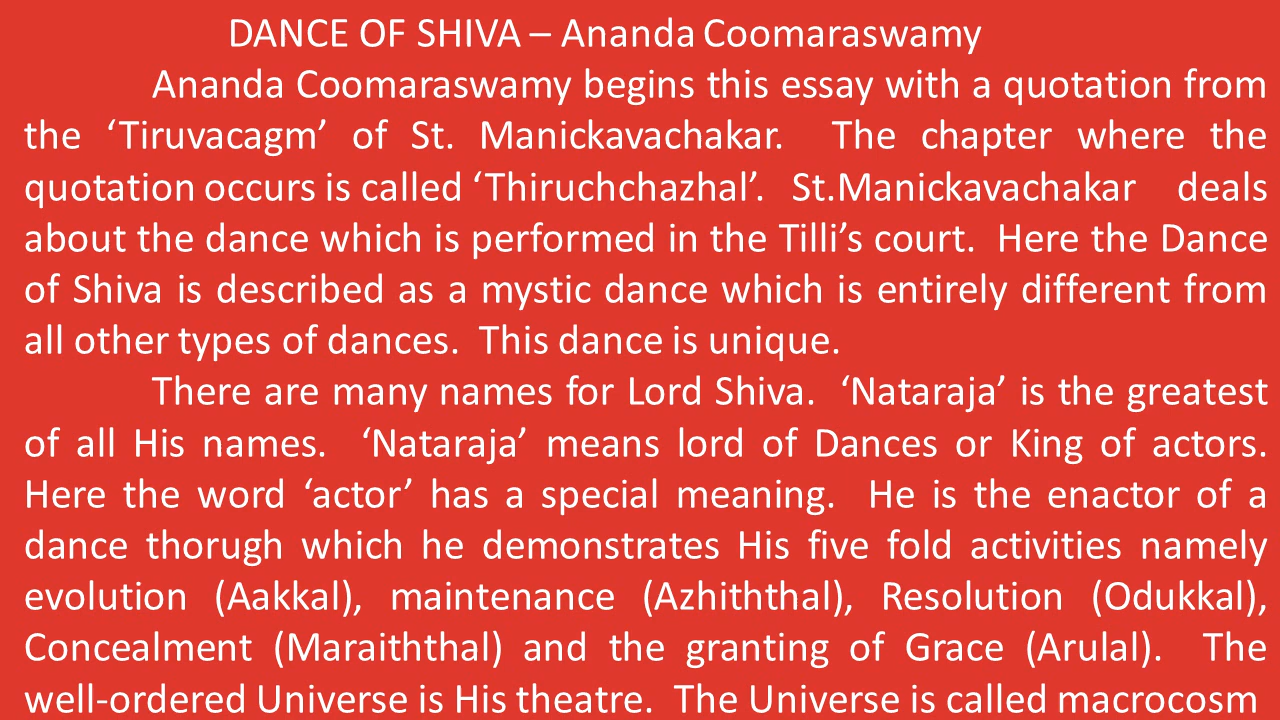 DANCE OF SHIVA – Ananda Coomaraswamy
Ananda Coomaraswamy begins this essay with a quotation from
the ‘Tiruvacagm’ of St. Manickavachakar. The chapter where the
quotation occurs is called ‘Thiruchchazhal’. St.Manickavachakar deals
about the dance which is performed in the Tilli’s court. Here the Dance
of Shiva is described as a mystic dance which is entirely different from
all other types of dances. This dance is unique.
There are many names for Lord Shiva. ‘Nataraja’ is the greatest
of all His names. ‘Nataraja’ means lord of Dances or King of actors.
Here the word ‘actor’ has a special meaning. He is the enactor of a
dance thorugh which he demonstrates His five fold activities namely
evolution (Aakkal), maintenance (Azhiththal), Resolution (Odukkal),
Concealment (Maraiththal) and the granting of Grace (Arulal). The
well-ordered Universe is His theatre. The Universe is called macrocosm